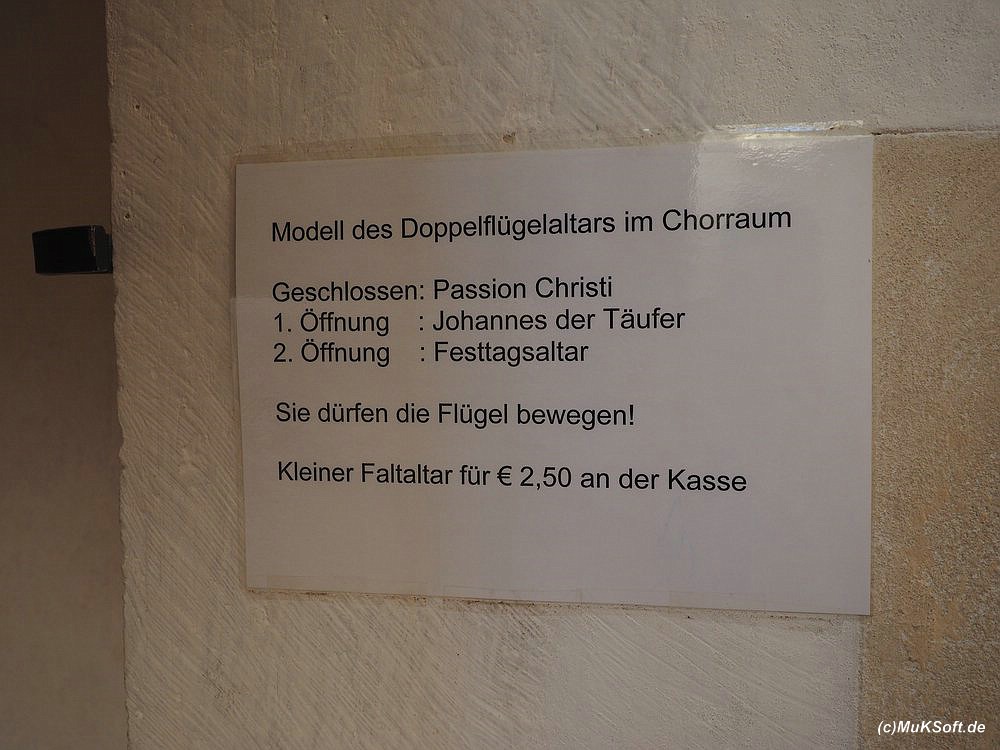 Modell des Doppelflügelaltars im Chorraum
Geschlossen: Passion Christi
1. Öffnung : Johannes der Täufer
2. Öffnung : Festtagsaltar
Sie dürfen die Flügel bewegen!
Kleiner Faltaltar für € 2,50 an der Kasse
(c)MuKSoft.de